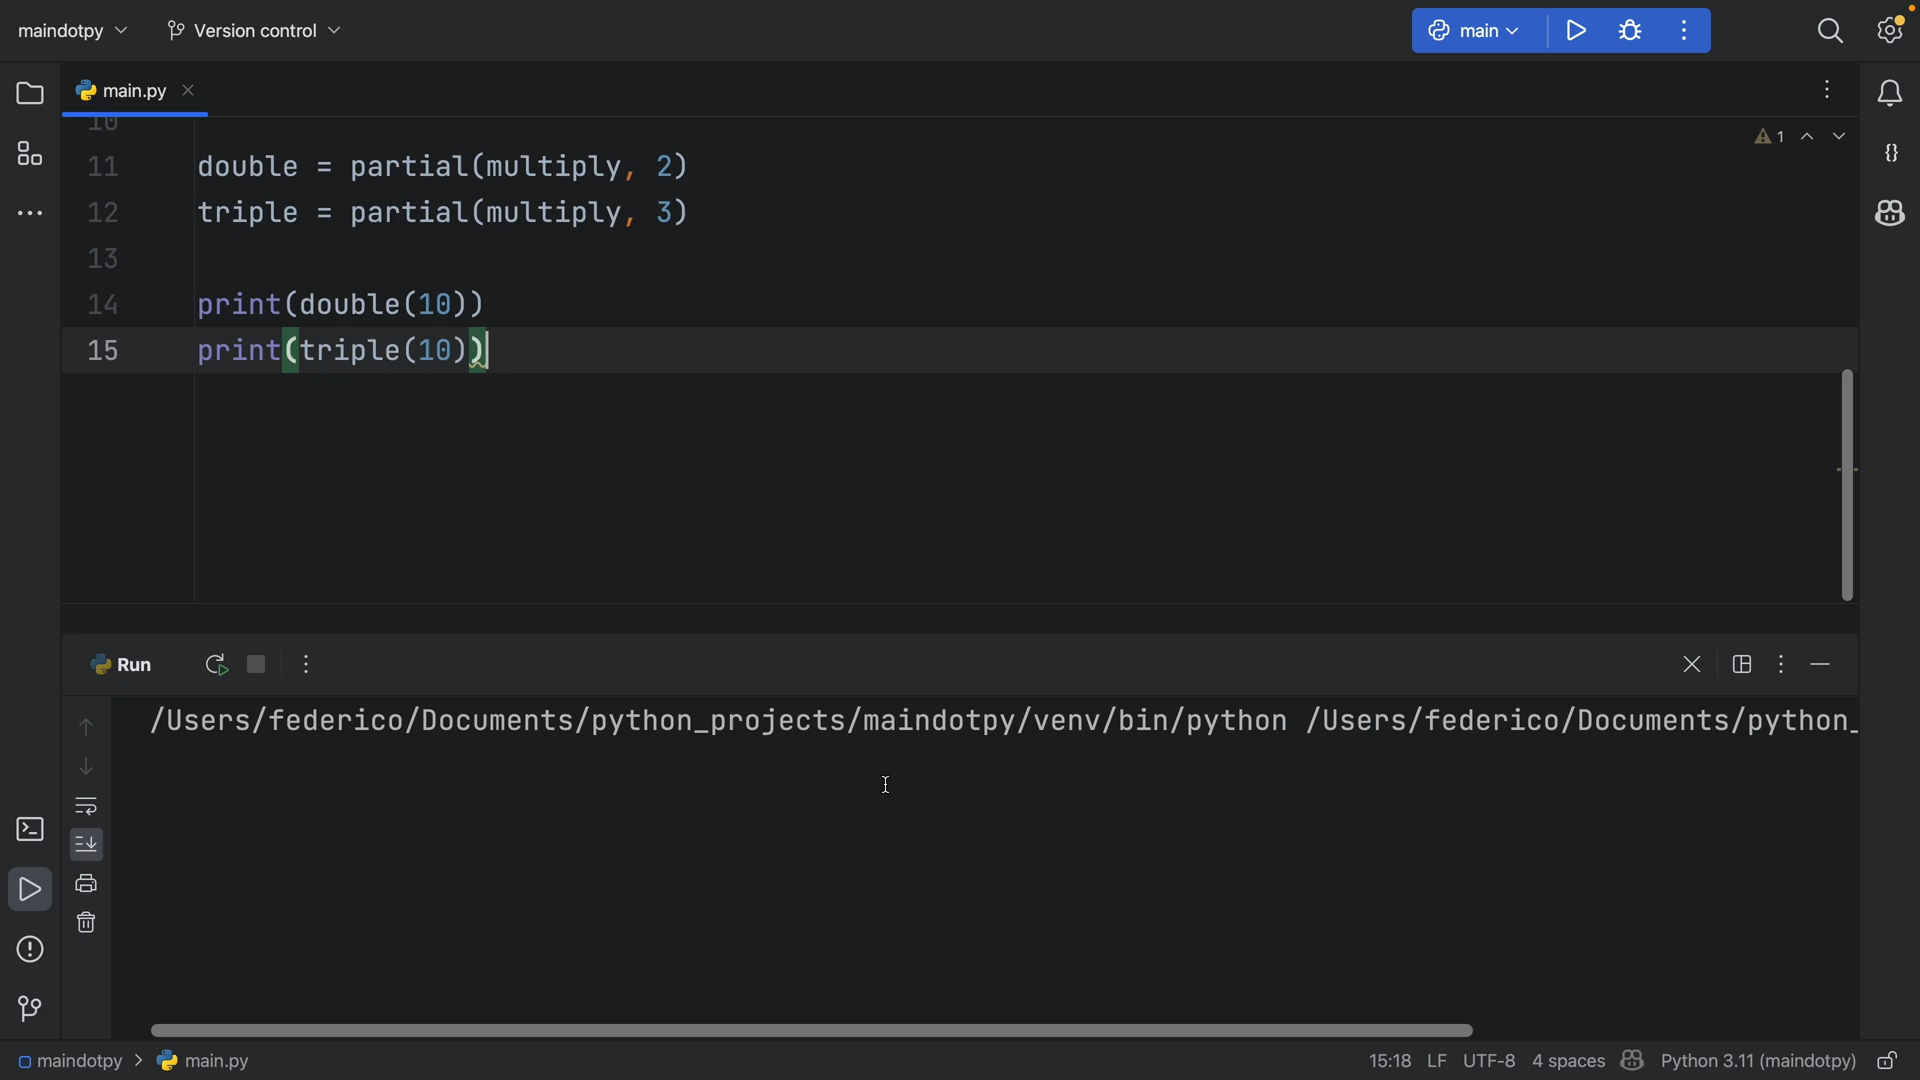 maindotpy
Version control
main
main.py
10
1
11 double = partial(multiply, 2)
12 triple = partial(multiply, 3)
13
14 print(double(10))
15 print(triple(10))
Run
/Users/federico/Documents/python_projects/maindotpy/venv/bin/python /Users/federico/Documents/python_
maindotpy > main.py
15:18 LF UTF-8 4 spaces Python 3.11 (maindotpy)